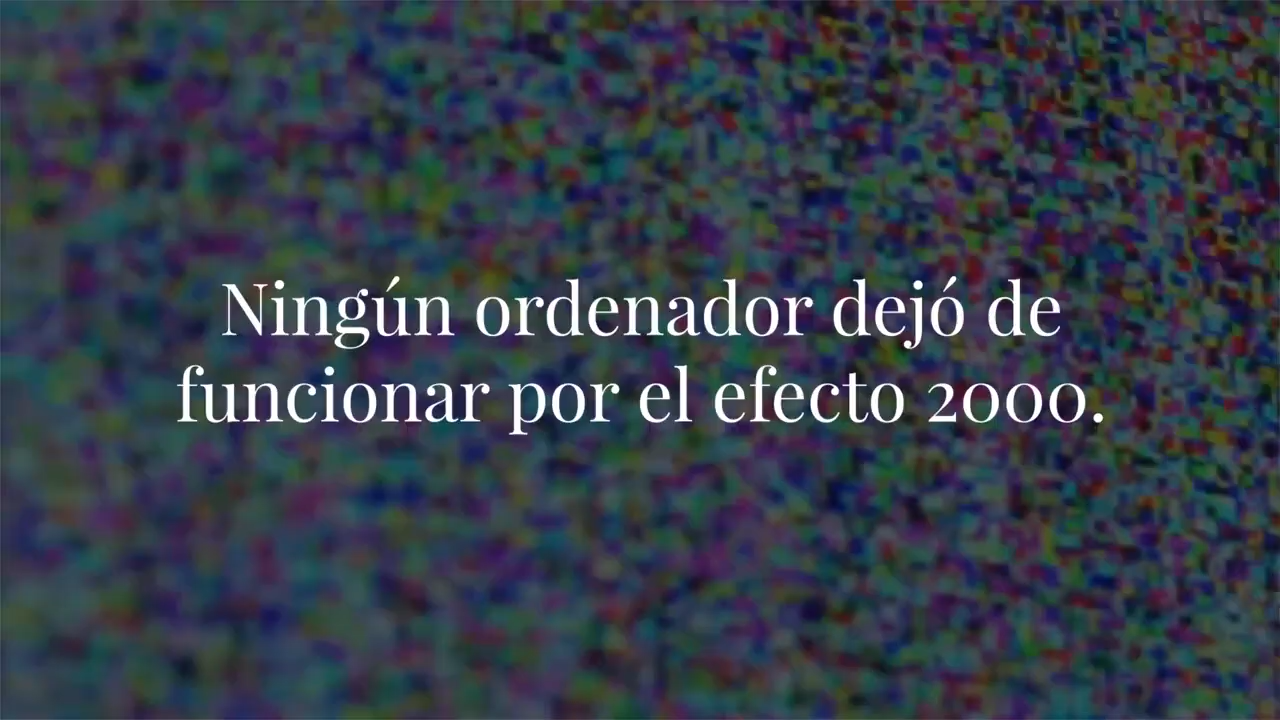 Ningún ordenador dejó de
funcionar por el efecto 2000.